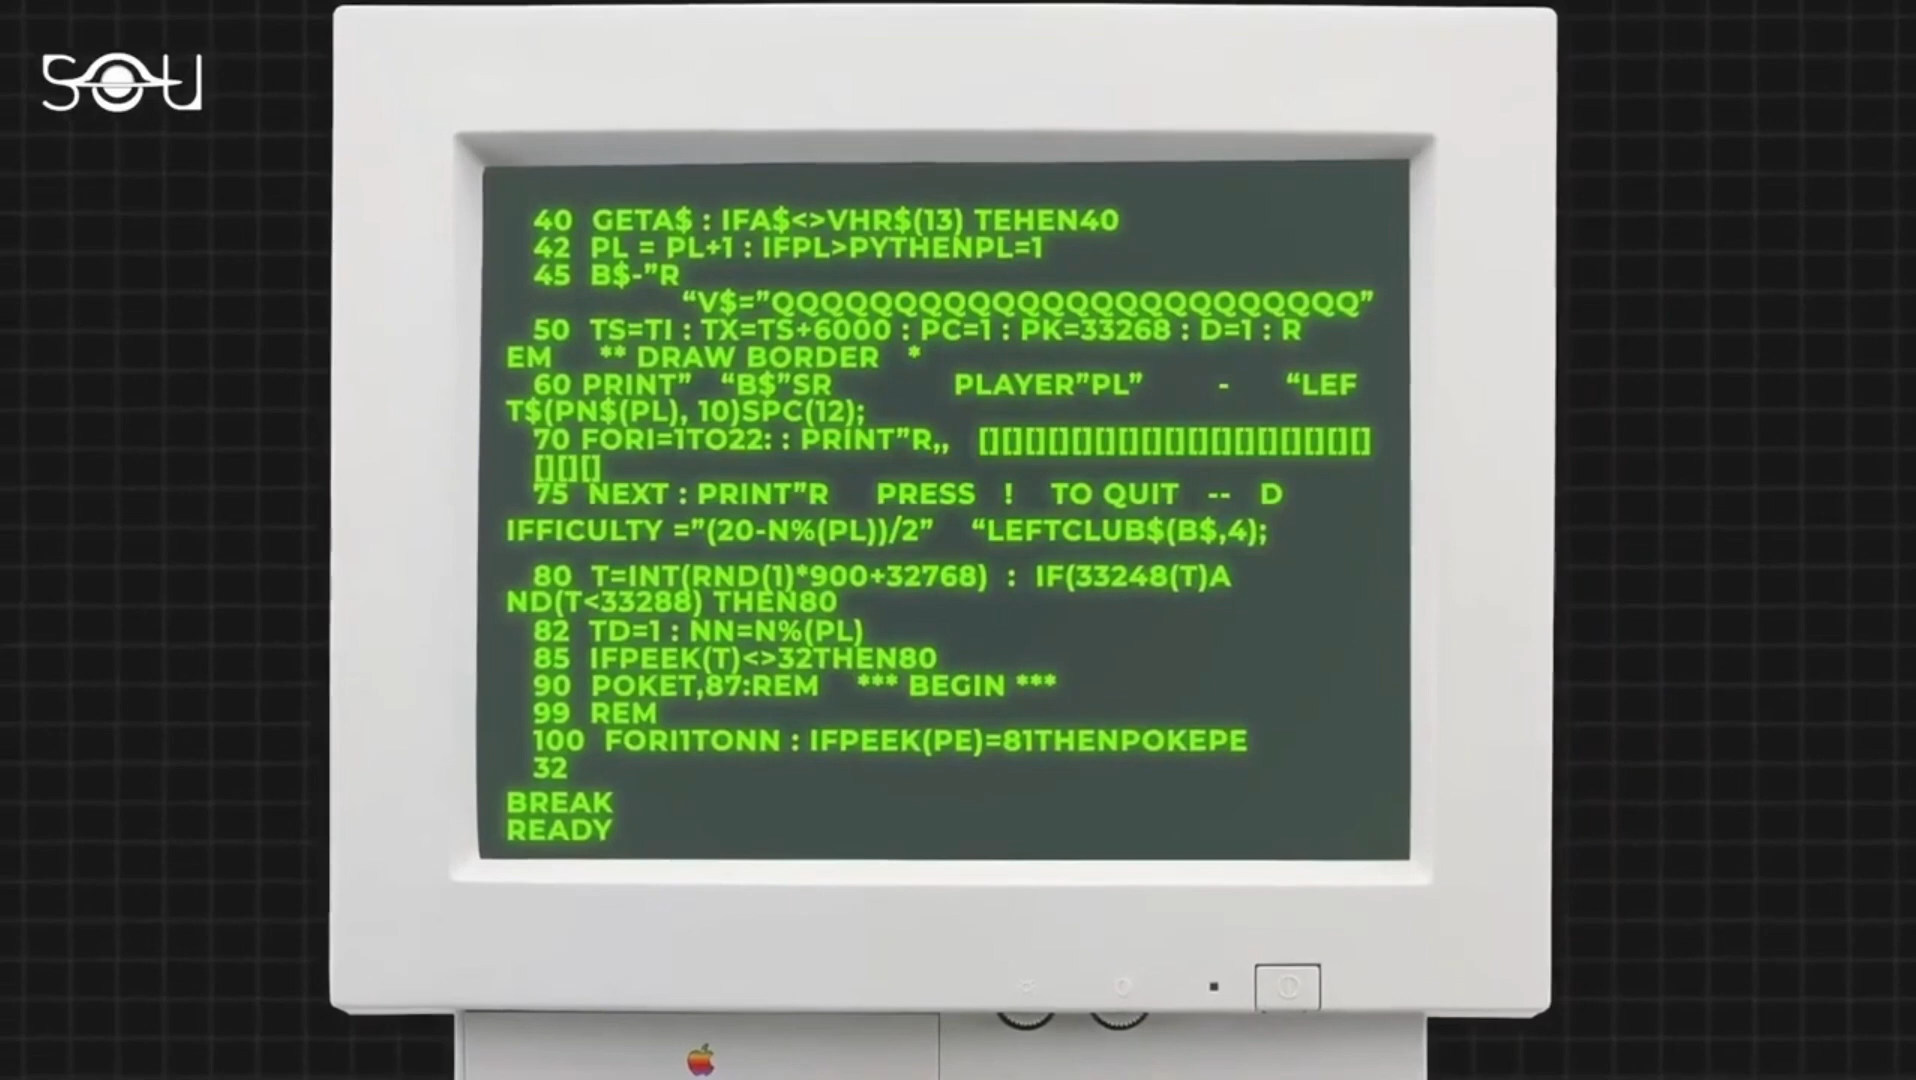 SOU
40 GETA$ : IFA$<>VHR$(13) TEHEN40
42 PL = PL+1 : IFPL>PYTHENPL=1
45 B$-”R
“V$=”QQQQQQQQQQQQQQQQQQQQQQQQ”
50 TS=TI : TX=TS+6000 : PC=1 : PK=33268 : D=1 : R
EM ** DRAW BORDER *
60 PRINT” “B$”SR PLAYER”PL” - “LEF
T$(PN$(PL), 10)SPC(12);
70 FORI=1TO22: : PRINT”R,, [][][][][][][][][][][][][][][][][]
[][][]
75 NEXT : PRINT”R PRESS ! TO QUIT -- D
IFFICULTY =”(20-N%(PL))/2” “LEFTCLUB$(B$,4);
80 T=INT(RND(1)*900+32768) : IF(33248(T)A
ND(T<33288) THEN80
82 TD=1 : NN=N%(PL)
85 IFPEEK(T)<>32THEN80
90 POKET,87:REM *** BEGIN ***
99 REM
100 FORI1TONN : IFPEEK(PE)=81THENPOKEPE
32
BREAK
READY